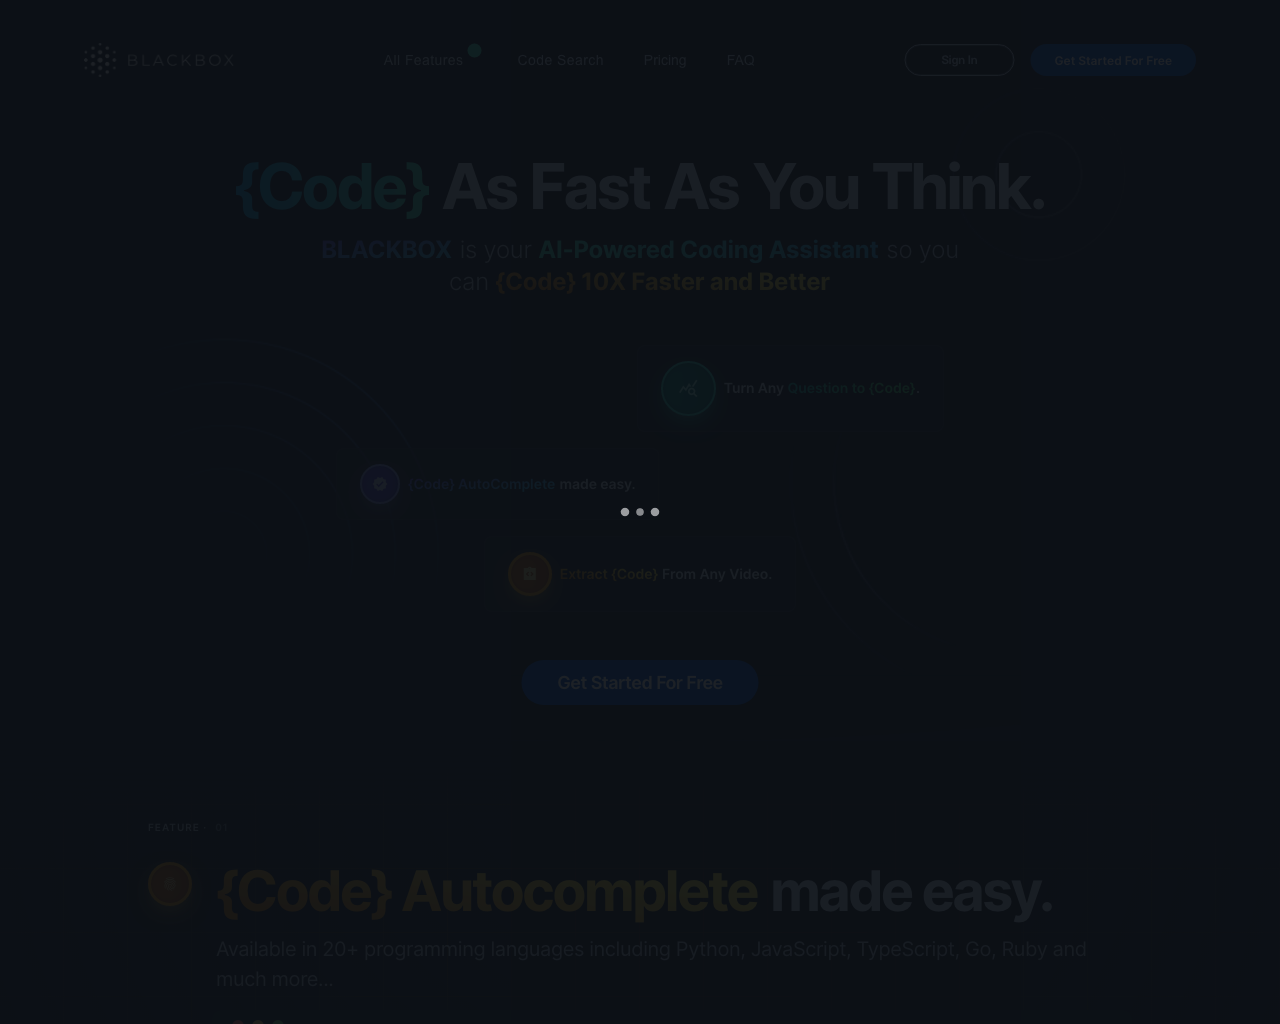 BLACKBOX
All Features
Code Search
Pricing
FAQ
Sign In
Get Started For Free
{Code} As Fast As You Think.
BLACKBOX is your AI-Powered Coding Assistant so you
can {Code} 10X Faster and Better
Turn Any Question to {Code}.
{Code} AutoComplete made easy.
Extract {Code} From Any Video.
Get Started For Free
FEATURE 01.
{Code} Autocomplete made easy.
Available in 20+ programming languages including Python, JavaScript, TypeScript, Go, Ruby and
much more...